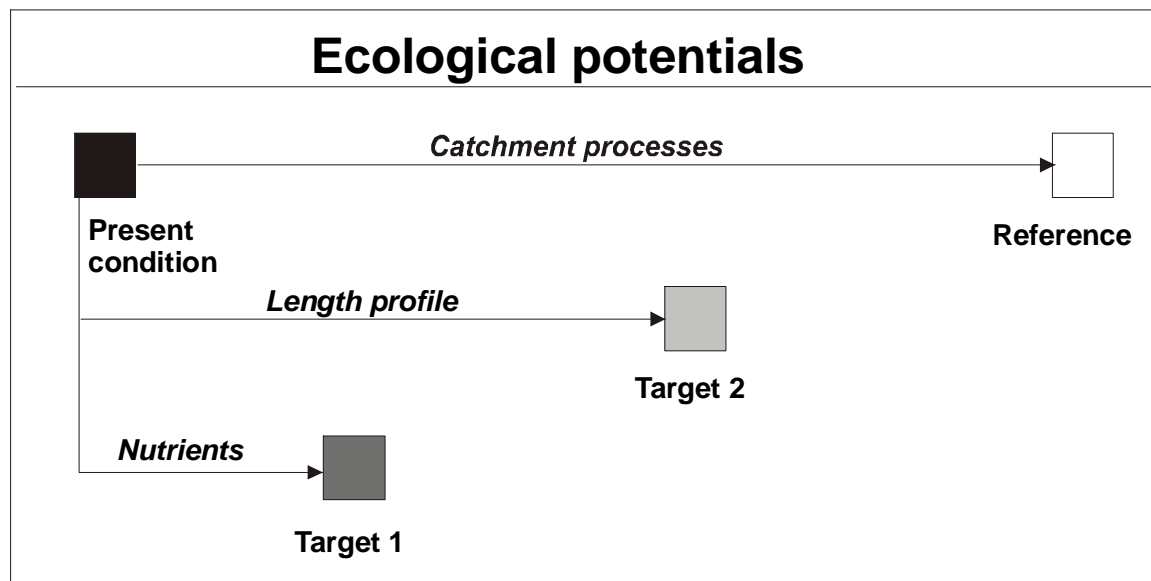 Ecological potentials
Catchment processes
Present
condition
Reference
Length profile
Target 2
Nutrients
Target 1